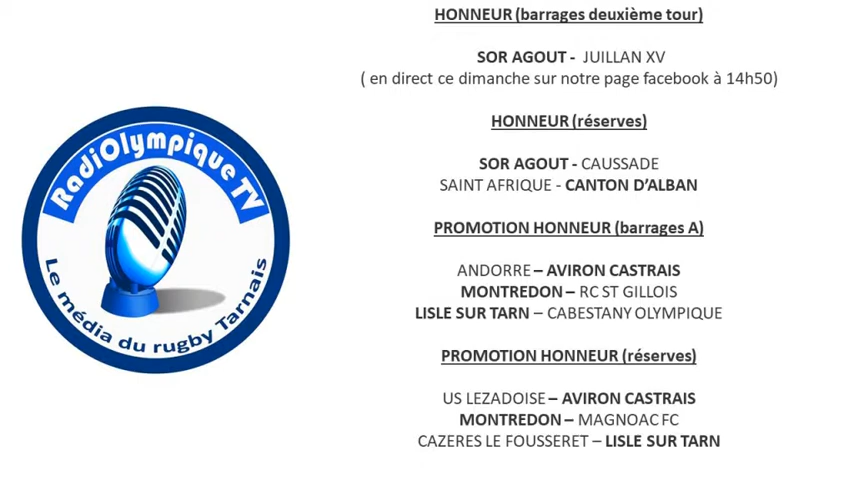 RadiOlympique TV
Le média du rugby Tarnais
HONNEUR (barrages deuxième tour)
SOR AGOUT - JUILLAN XV
( en direct ce dimanche sur notre page facebook à 14h50)
HONNEUR (réserves)
SOR AGOUT - CAUSSADE
SAINT AFRIQUE - CANTON D’ALBAN
PROMOTION HONNEUR (barrages A)
ANDORRE – AVIRON CASTRAIS
MONTREDON – RC ST GILLOIS
LISLE SUR TARN – CABESTANY OLYMPIQUE
PROMOTION HONNEUR (réserves)
US LEZADOISE – AVIRON CASTRAIS
MONTREDON – MAGNOAC FC
CAZERES LE FOUSSERET – LISLE SUR TARN